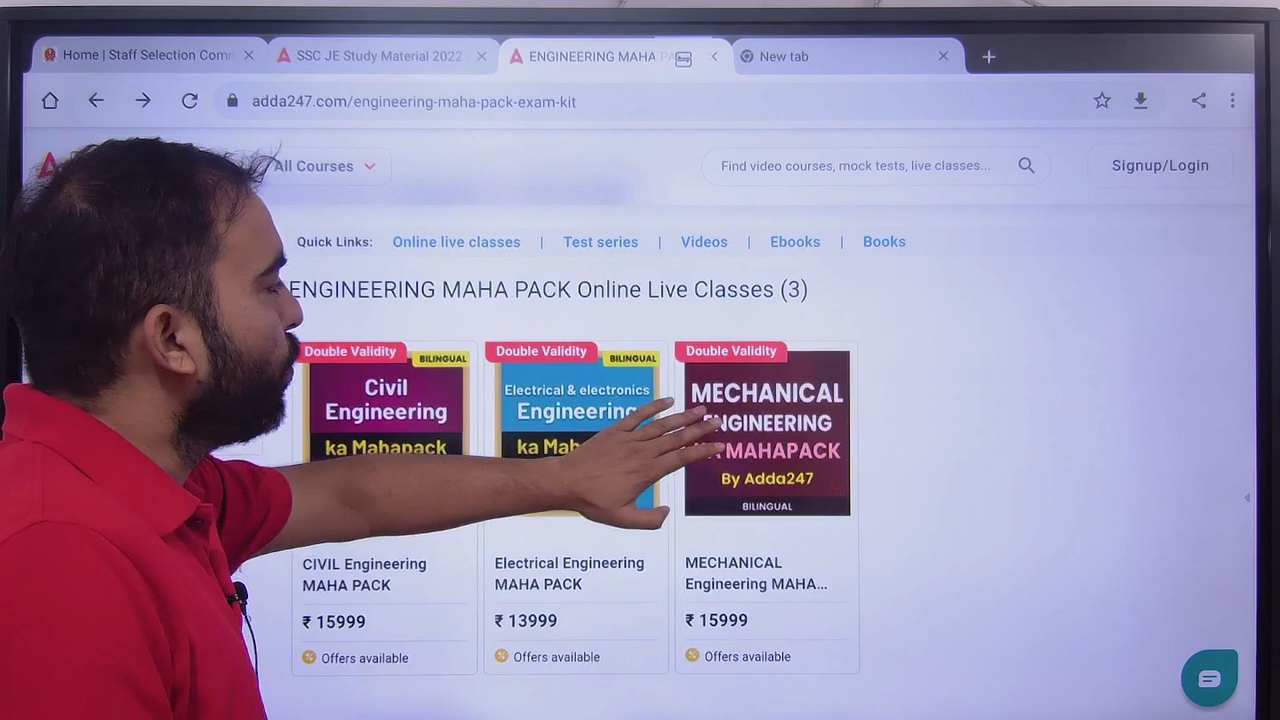 Home | Staff Selection Comm
SSC JE Study Material 2022
ENGINEERING MAHA PA
New tab
adda247.com/engineering-maha-pack-exam-kit
All Courses
Find video courses, mock tests, live classes...
Signup/Login
Quick Links: Online live classes | Test series | Videos | Ebooks | Books
ENGINEERING MAHA PACK Online Live Classes (3)
Double Validity
BILINGUAL
Civil
Engineering
ka Mahapack
CIVIL Engineering
MAHA PACK
₹ 15999
Offers available
Double Validity
BILINGUAL
Electrical & electronics
Engineering
ka Mah
Electrical Engineering
MAHA PACK
₹ 13999
Offers available
Double Validity
MECHANICAL
ENGINEERING
KA MAHAPACK
By Adda247
BILINGUAL
MECHANICAL
Engineering MAHA...
₹ 15999
Offers available